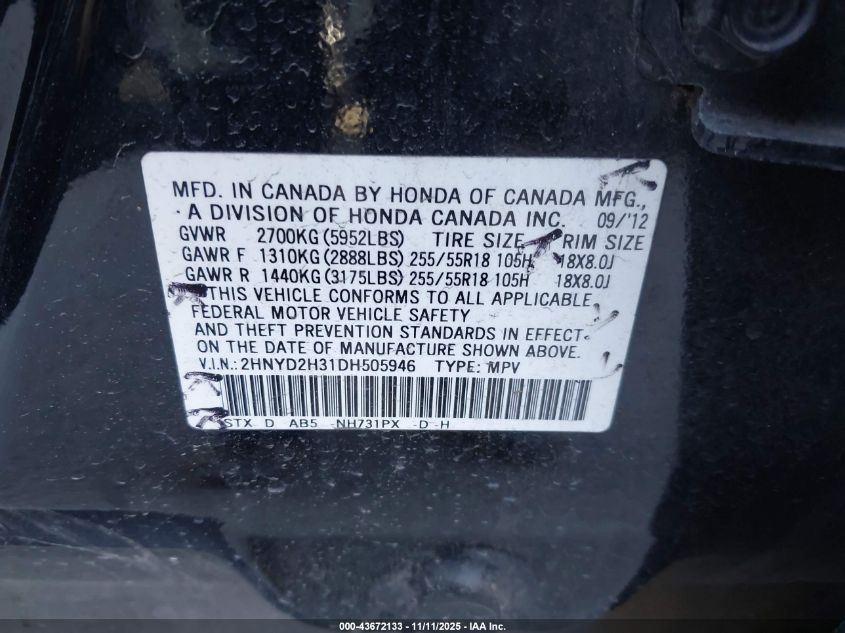 MFD. IN CANADA BY HONDA OF CANADA MFG.,
A DIVISION OF HONDA CANADA INC. 09/'12
GVWR 2700KG (5952LBS) TIRE SIZE RIM SIZE
GAWR F 1310KG (2888LBS) 255/55R18 105H 18X8.0J
GAWR R 1440KG (3175LBS) 255/55R18 105H 18X8.0J
THIS VEHICLE CONFORMS TO ALL APPLICABLE
FEDERAL MOTOR VEHICLE SAFETY
AND THEFT PREVENTION STANDARDS IN EFFECT
ON THE DATE OF MANUFACTURE SHOWN ABOVE.
V.I.N.: 2HNYD2H31DH505946 TYPE: MPV
STX D AB5 -NH731PX -D -H
000-43672133 - 11/11/2025 - IAA Inc.